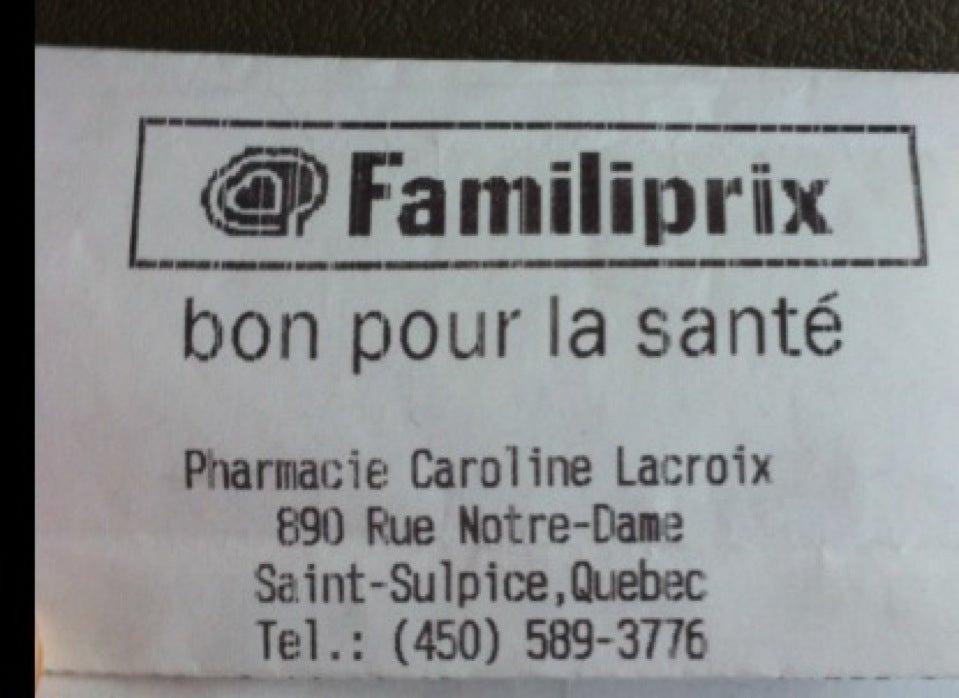 Familiprix
bon pour la santé
Pharmacie Caroline Lacroix
890 Rue Notre-Dame
Saint-Sulpice,Quebec
Tel.: (450) 589-3776